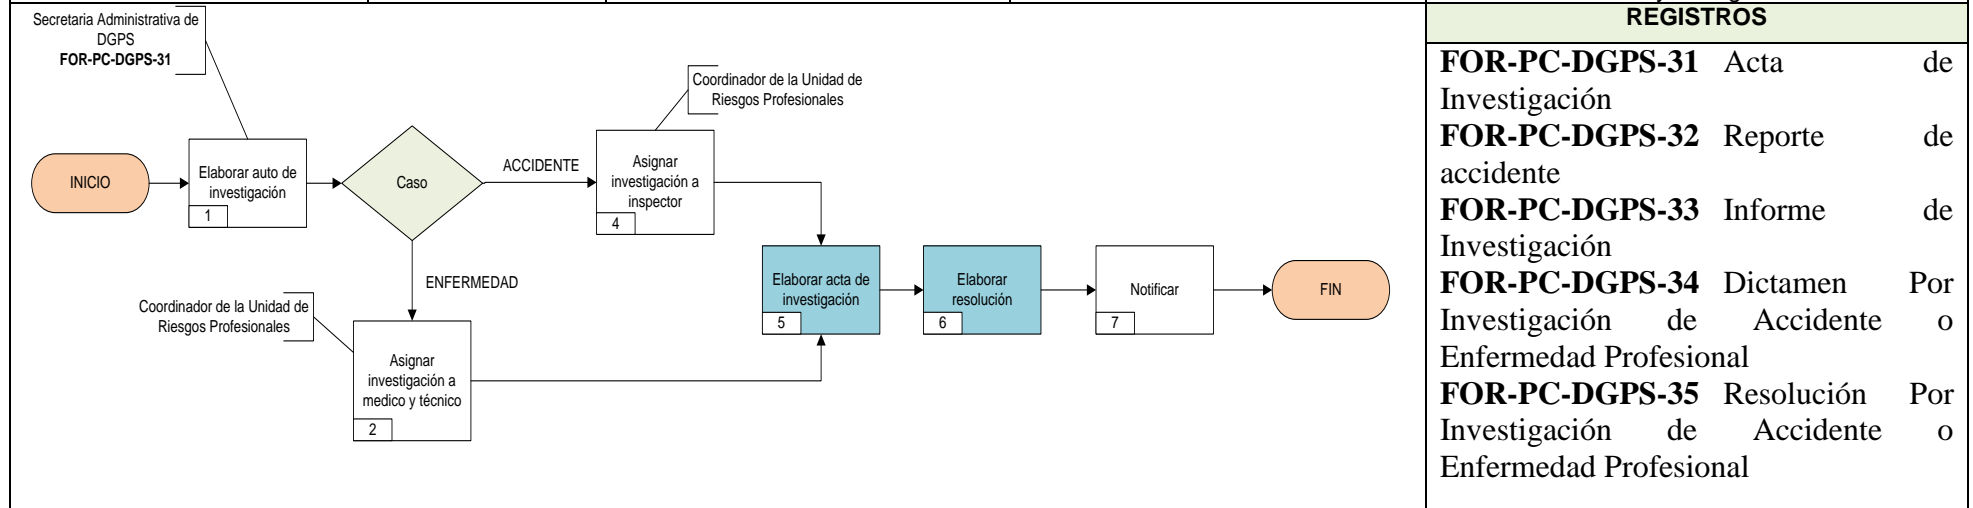 Secretaria Administrativa de
DGPS
FOR-PC-DGPS-31
Coordinador de la Unidad de
Riesgos Profesionales
INICIO
Elaborar auto de
investigación
1
Caso
ACCIDENTE
Asignar
investigación a
inspector
4
ENFERMEDAD
Coordinador de la Unidad de
Riesgos Profesionales
Asignar
investigación a
medico y técnico
2
Elaborar acta de
investigación
5
Elaborar
resolución
6
Notificar
7
FIN
REGISTROS
FOR-PC-DGPS-31 Acta de
Investigación
FOR-PC-DGPS-32 Reporte de
accidente
FOR-PC-DGPS-33 Informe de
Investigación
FOR-PC-DGPS-34 Dictamen Por
Investigación de Accidente o
Enfermedad Profesional
FOR-PC-DGPS-35 Resolución Por
Investigación de Accidente o
Enfermedad Profesional